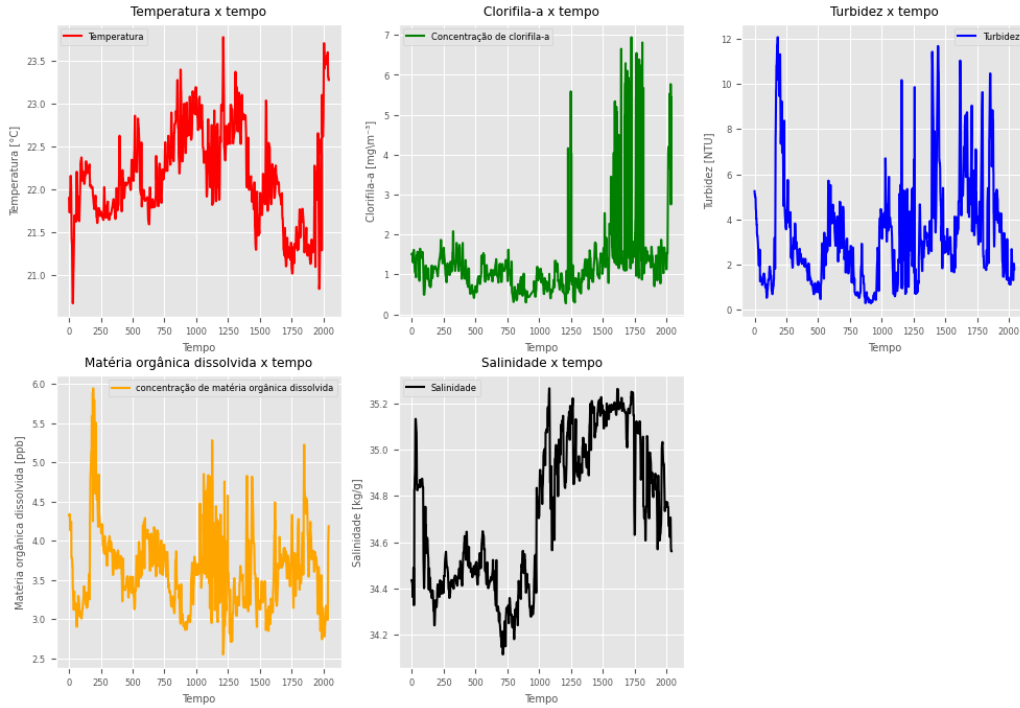 Temperatura x tempo
Temperatura
Temperatura [°C]
23.5
23.0
22.5
22.0
21.5
21.0
0 250 500 750 1000 1250 1500 1750 2000
Tempo
Clorifila-a x tempo
Concentração de clorifila-a
Clorifila-a [mg\m⁻³]
7
6
5
4
3
2
1
0
0 250 500 750 1000 1250 1500 1750 2000
Tempo
Turbidez x tempo
Turbidez
Turbidez [NTU]
12
10
8
6
4
2
0
0 250 500 750 1000 1250 1500 1750 2000
Tempo
Matéria orgânica dissolvida x tempo
concentração de matéria orgânica dissolvida
Matéria orgânica dissolvida [ppb]
6.0
5.5
5.0
4.5
4.0
3.5
3.0
2.5
0 250 500 750 1000 1250 1500 1750 2000
Tempo
Salinidade x tempo
Salinidade
Salinidade [kg/g]
35.2
35.0
34.8
34.6
34.4
34.2
0 250 500 750 1000 1250 1500 1750 2000
Tempo